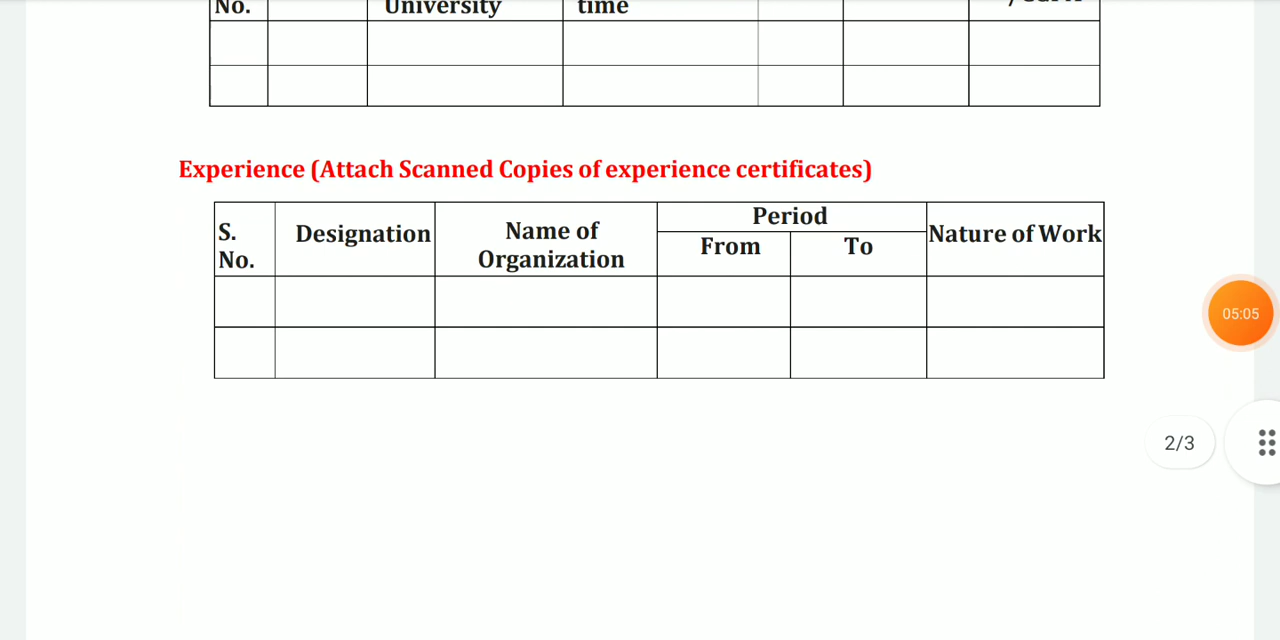 No. University time
Experience (Attach Scanned Copies of experience certificates)
S. No. Designation Name of Organization Period From To Nature of Work
05:05
2/3